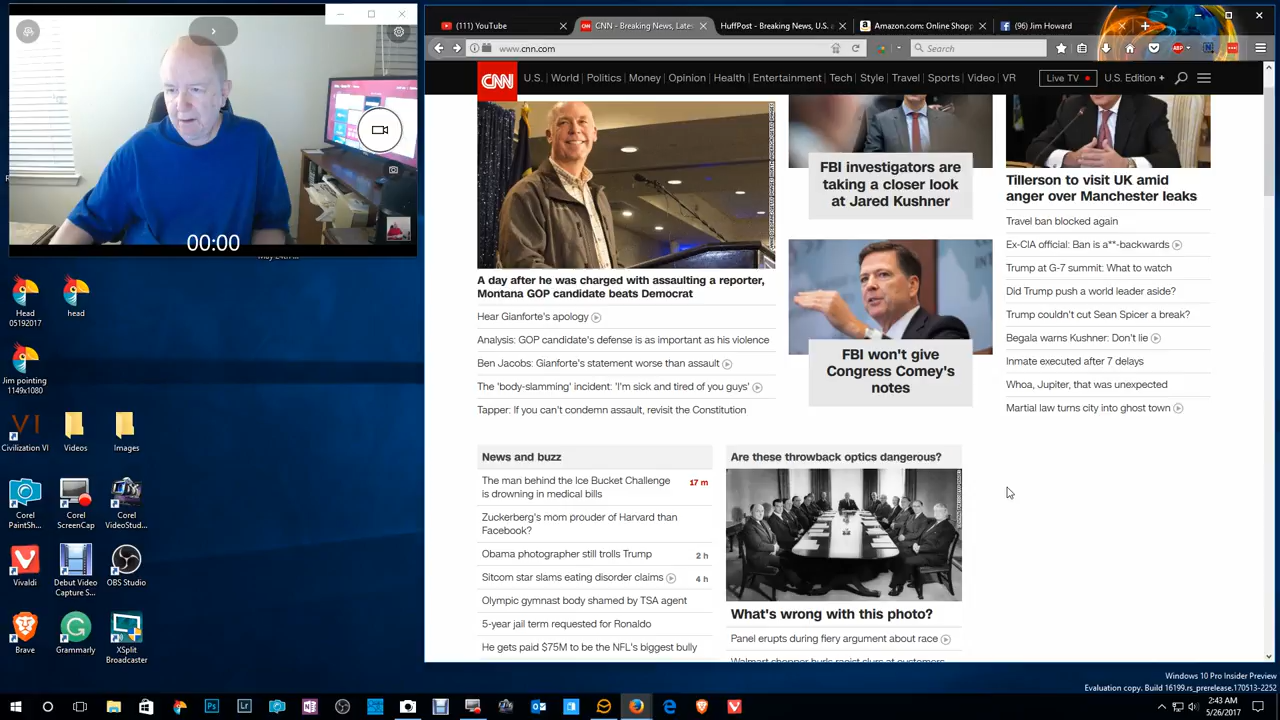 00:00
Head
05192017
head
Jim pointing
1149x1080
Civilization VI
Videos
Images
Corel
PaintSh...
Corel
ScreenCap
Corel
VideoStud...
Vivaldi
Debut Video
Capture S...
OBS Studio
Brave
Grammarly
XSplit
Broadcaster
(111) YouTube
CNN - Breaking News, Lates
HuffPost - Breaking News, U.S.
Amazon.com: Online Shopp
(96) Jim Howard
www.cnn.com
Search
CNN
U.S. World Politics Money Opinion Health Entertainment Tech Style Travel Sports Video VR
Live TV
U.S. Edition +
A day after he was charged with assaulting a reporter,
Montana GOP candidate beats Democrat
Hear Gianforte's apology
Analysis: GOP candidate's defense is as important as his violence
Ben Jacobs: Gianforte's statement worse than assault
The 'body-slamming' incident: 'I'm sick and tired of you guys'
Tapper: If you can't condemn assault, revisit the Constitution
FBI investigators are
taking a closer look
at Jared Kushner
FBI won't give
Congress Comey's
notes
Tillerson to visit UK amid
anger over Manchester leaks
Travel ban blocked again
Ex-CIA official: Ban is a**-backwards
Trump at G-7 summit: What to watch
Did Trump push a world leader aside?
Trump couldn't cut Sean Spicer a break?
Begala warns Kushner: Don't lie
Inmate executed after 7 delays
Whoa, Jupiter, that was unexpected
Martial law turns city into ghost town
News and buzz
The man behind the Ice Bucket Challenge
is drowning in medical bills
17 m
Zuckerberg's mom prouder of Harvard than
Facebook?
Obama photographer still trolls Trump
2 h
Sitcom star slams eating disorder claims
4 h
Olympic gymnast body shamed by TSA agent
5-year jail term requested for Ronaldo
He gets paid $75M to be the NFL's biggest bully
Are these throwback optics dangerous?
What's wrong with this photo?
Panel erupts during fiery argument about race
Walmart shopper hurls racist slurs at customers
Windows 10 Pro Insider Preview
Evaluation copy. Build 16199.rs_prerelease.170513-2252
2:43 AM
5/26/2017